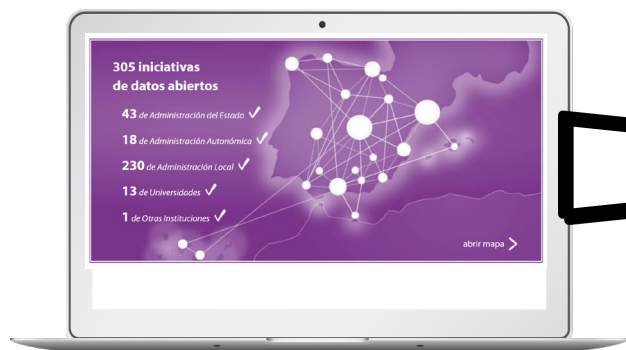 305 iniciativas
de datos abiertos
43 de Administración del Estado
18 de Administración Autonómica
230 de Administración Local
13 de Universidades
1 de Otras Instituciones
abrir mapa